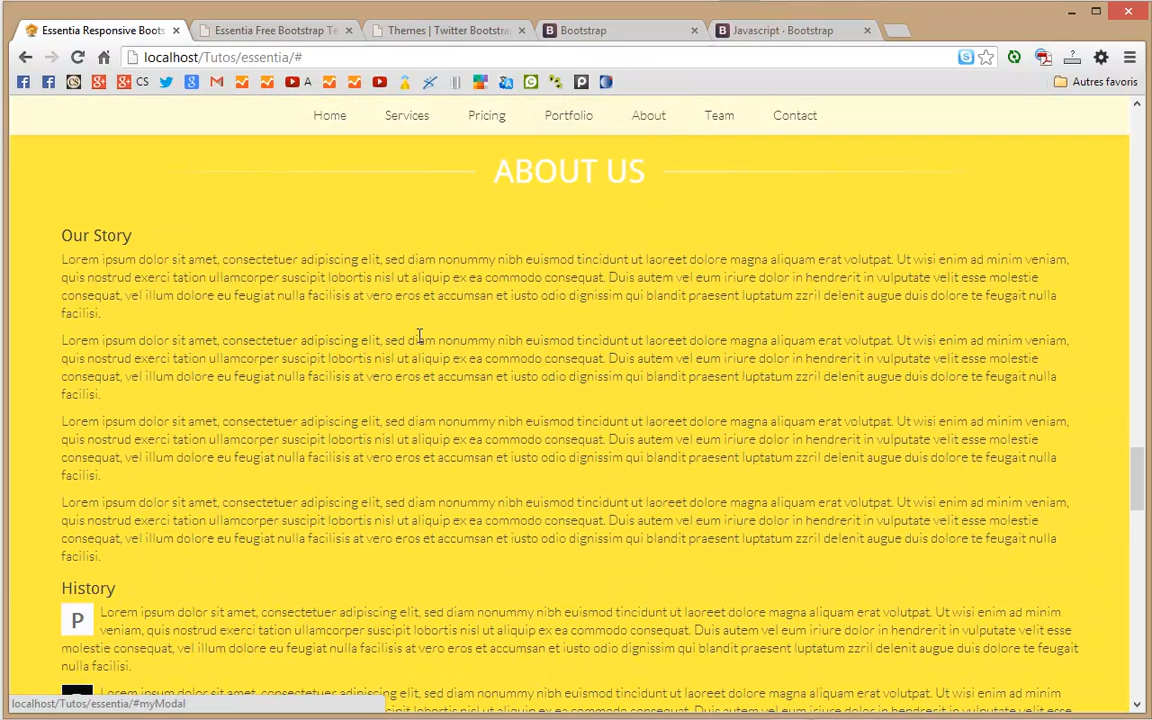 Essentia Responsive Boots
Essentia Free Bootstrap Te
Themes | Twitter Bootstra
B Bootstrap
B Javascript · Bootstrap
localhost/Tutos/essentia/#
CS
A
Autres favoris
Home Services Pricing Portfolio About Team Contact
ABOUT US
Our Story
Lorem ipsum dolor sit amet, consectetuer adipiscing elit, sed diam nonummy nibh euismod tincidunt ut laoreet dolore magna aliquam erat volutpat. Ut wisi enim ad minim veniam,
quis nostrud exerci tation ullamcorper suscipit lobortis nisl ut aliquip ex ea commodo consequat. Duis autem vel eum iriure dolor in hendrerit in vulputate velit esse molestie
consequat, vel illum dolore eu feugiat nulla facilisis at vero eros et accumsan et iusto odio dignissim qui blandit praesent luptatum zzril delenit augue duis dolore te feugait nulla
facilisi.
Lorem ipsum dolor sit amet, consectetuer adipiscing elit, sed diam nonummy nibh euismod tincidunt ut laoreet dolore magna aliquam erat volutpat. Ut wisi enim ad minim veniam,
quis nostrud exerci tation ullamcorper suscipit lobortis nisl ut aliquip ex ea commodo consequat. Duis autem vel eum iriure dolor in hendrerit in vulputate velit esse molestie
consequat, vel illum dolore eu feugiat nulla facilisis at vero eros et accumsan et iusto odio dignissim qui blandit praesent luptatum zzril delenit augue duis dolore te feugait nulla
facilisi.
Lorem ipsum dolor sit amet, consectetuer adipiscing elit, sed diam nonummy nibh euismod tincidunt ut laoreet dolore magna aliquam erat volutpat. Ut wisi enim ad minim veniam,
quis nostrud exerci tation ullamcorper suscipit lobortis nisl ut aliquip ex ea commodo consequat. Duis autem vel eum iriure dolor in hendrerit in vulputate velit esse molestie
consequat, vel illum dolore eu feugiat nulla facilisis at vero eros et accumsan et iusto odio dignissim qui blandit praesent luptatum zzril delenit augue duis dolore te feugait nulla
facilisi.
Lorem ipsum dolor sit amet, consectetuer adipiscing elit, sed diam nonummy nibh euismod tincidunt ut laoreet dolore magna aliquam erat volutpat. Ut wisi enim ad minim veniam,
quis nostrud exerci tation ullamcorper suscipit lobortis nisl ut aliquip ex ea commodo consequat. Duis autem vel eum iriure dolor in hendrerit in vulputate velit esse molestie
consequat, vel illum dolore eu feugiat nulla facilisis at vero eros et accumsan et iusto odio dignissim qui blandit praesent luptatum zzril delenit augue duis dolore te feugait nulla
facilisi.
History
P Lorem ipsum dolor sit amet, consectetuer adipiscing elit, sed diam nonummy nibh euismod tincidunt ut laoreet dolore magna aliquam erat volutpat. Ut wisi enim ad minim
veniam, quis nostrud exerci tation ullamcorper suscipit lobortis nisl ut aliquip ex ea commodo consequat. Duis autem vel eum iriure dolor in hendrerit in vulputate velit esse
molestie consequat, vel illum dolore eu feugiat nulla facilisis at vero eros et accumsan et iusto odio dignissim qui blandit praesent luptatum zzril delenit augue duis dolore te feugait
nulla facilisi.
Lorem ipsum dolor sit amet, consectetuer adipiscing elit, sed diam nonummy nibh euismod tincidunt ut laoreet dolore magna aliquam erat volutpat. Ut wisi enim ad minim
localhost/Tutos/essentia/#myModal